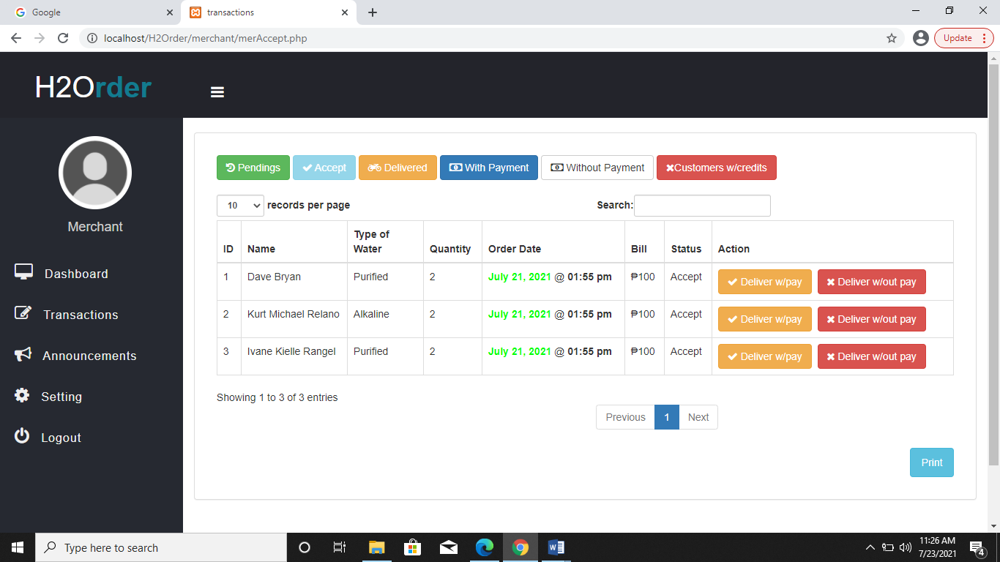 Google
transactions
localhost/H2Order/merchant/merAccept.php
Update
H2Order
Merchant
Dashboard
Transactions
Announcements
Setting
Logout
Pendings Accept Delivered With Payment Without Payment Customers w/credits
10 records per page Search:
ID Name Type of Water Quantity Order Date Bill Status Action
1 Dave Bryan Purified 2 July 21, 2021 @ 01:55 pm ₱100 Accept Deliver w/pay Deliver w/out pay
2 Kurt Michael Relano Alkaline 2 July 21, 2021 @ 01:55 pm ₱100 Accept Deliver w/pay Deliver w/out pay
3 Ivane Kielle Rangel Purified 2 July 21, 2021 @ 01:55 pm ₱100 Accept Deliver w/pay Deliver w/out pay
Showing 1 to 3 of 3 entries
Previous 1 Next
Print
Type here to search
11:26 AM
7/23/2021
4